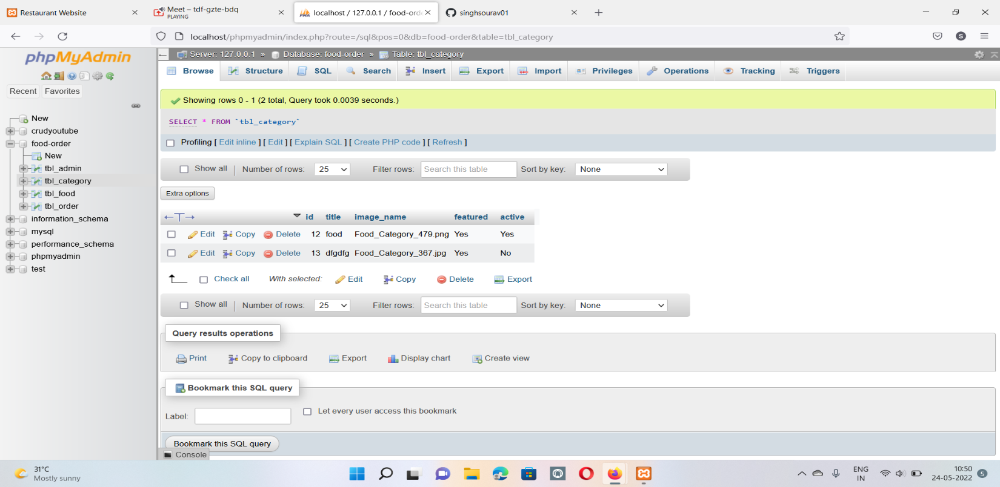 Restaurant Website
Meet – tdf-gzte-bdq
PLAYING
localhost / 127.0.0.1 / food-orde
singhsourav01
localhost/phpmyadmin/index.php?route=/sql&pos=0&db=food-order&table=tbl_category
S
phpMyAdmin
Recent Favorites
New
crudyoutube
food-order
New
tbl_admin
tbl_category
tbl_food
tbl_order
information_schema
mysql
performance_schema
phpmyadmin
test
Server: 127.0.0.1 » Database: food-order » Table: tbl_category
Browse Structure SQL Search Insert Export Import Privileges Operations Tracking Triggers
Showing rows 0 - 1 (2 total, Query took 0.0039 seconds.)
SELECT * FROM `tbl_category`
Profiling [ Edit inline ] [ Edit ] [ Explain SQL ] [ Create PHP code ] [ Refresh ]
Show all | Number of rows: 25 Filter rows: Search this table Sort by key: None
Extra options
←T→ id title image_name featured active
Edit Copy Delete 12 food Food_Category_479.png Yes Yes
Edit Copy Delete 13 dfgdfg Food_Category_367.jpg Yes No
Check all With selected: Edit Copy Delete Export
Show all | Number of rows: 25 Filter rows: Search this table Sort by key: None
Query results operations
Print Copy to clipboard Export Display chart Create view
Bookmark this SQL query
Label: Let every user access this bookmark
Bookmark this SQL query
Console
31°C
Mostly sunny
ENG
IN
10:50
24-05-2022
5